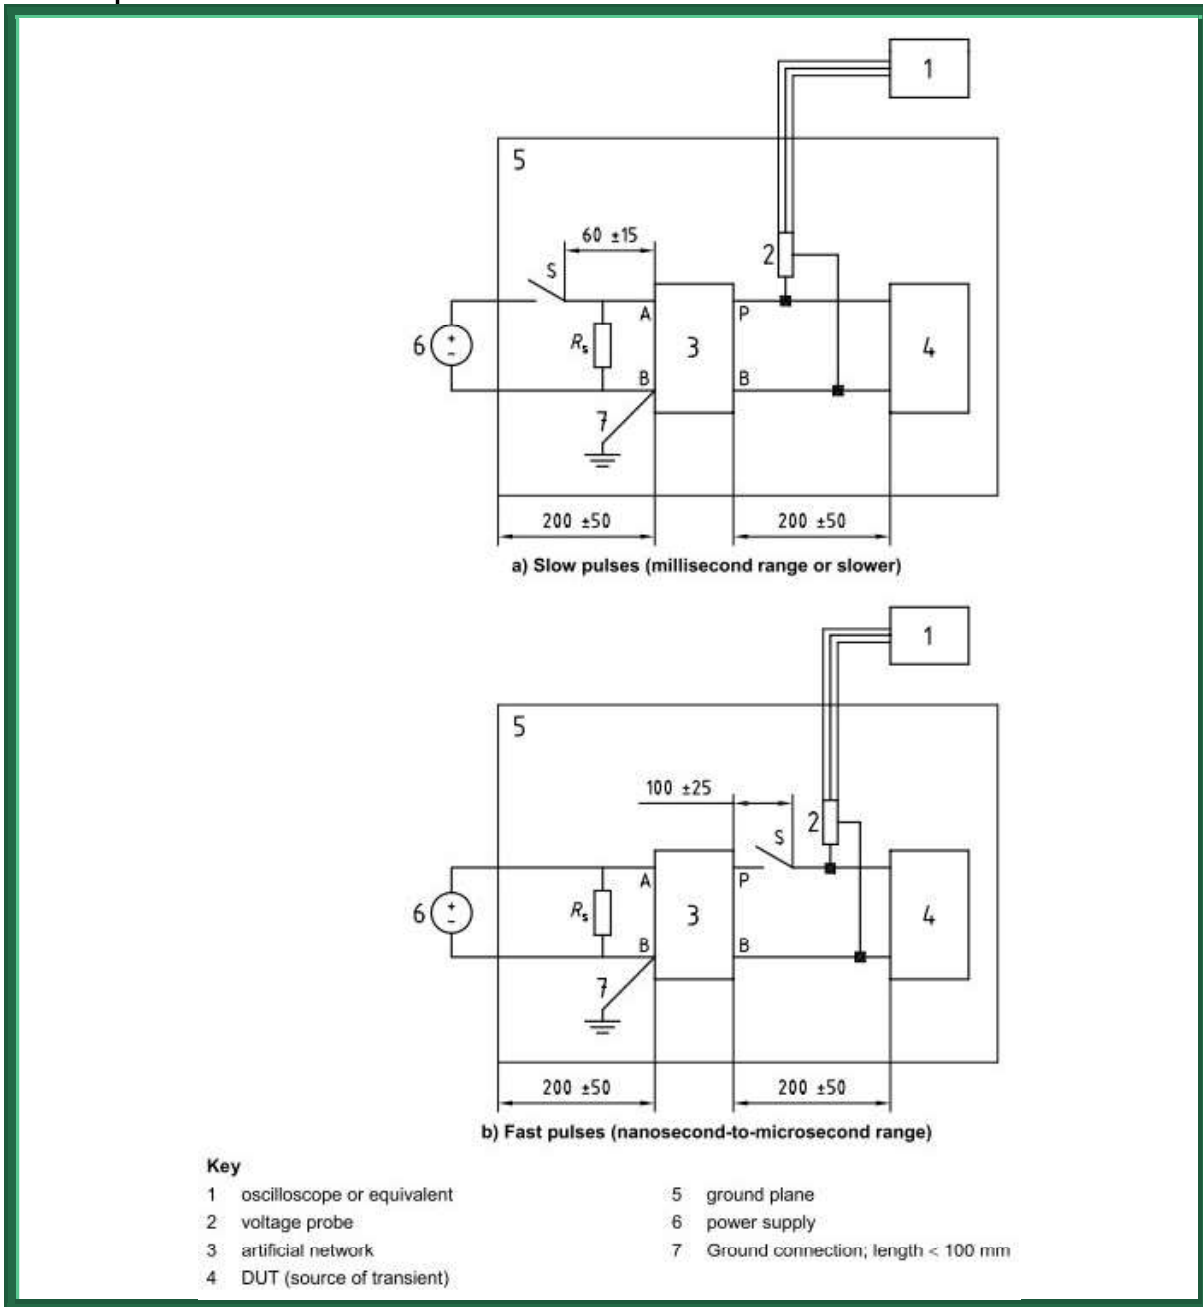 1
5
60 ±15
2
S
A
P
6
+
-
Rs
3
4
B
B
7
200 ±50
200 ±50
a) Slow pulses (millisecond range or slower)
1
5
100 ±25
2
S
A
P
6
+
-
Rs
3
4
B
B
7
200 ±50
200 ±50
b) Fast pulses (nanosecond-to-microsecond range)
Key
1 oscilloscope or equivalent
2 voltage probe
3 artificial network
4 DUT (source of transient)
5 ground plane
6 power supply
7 Ground connection; length < 100 mm